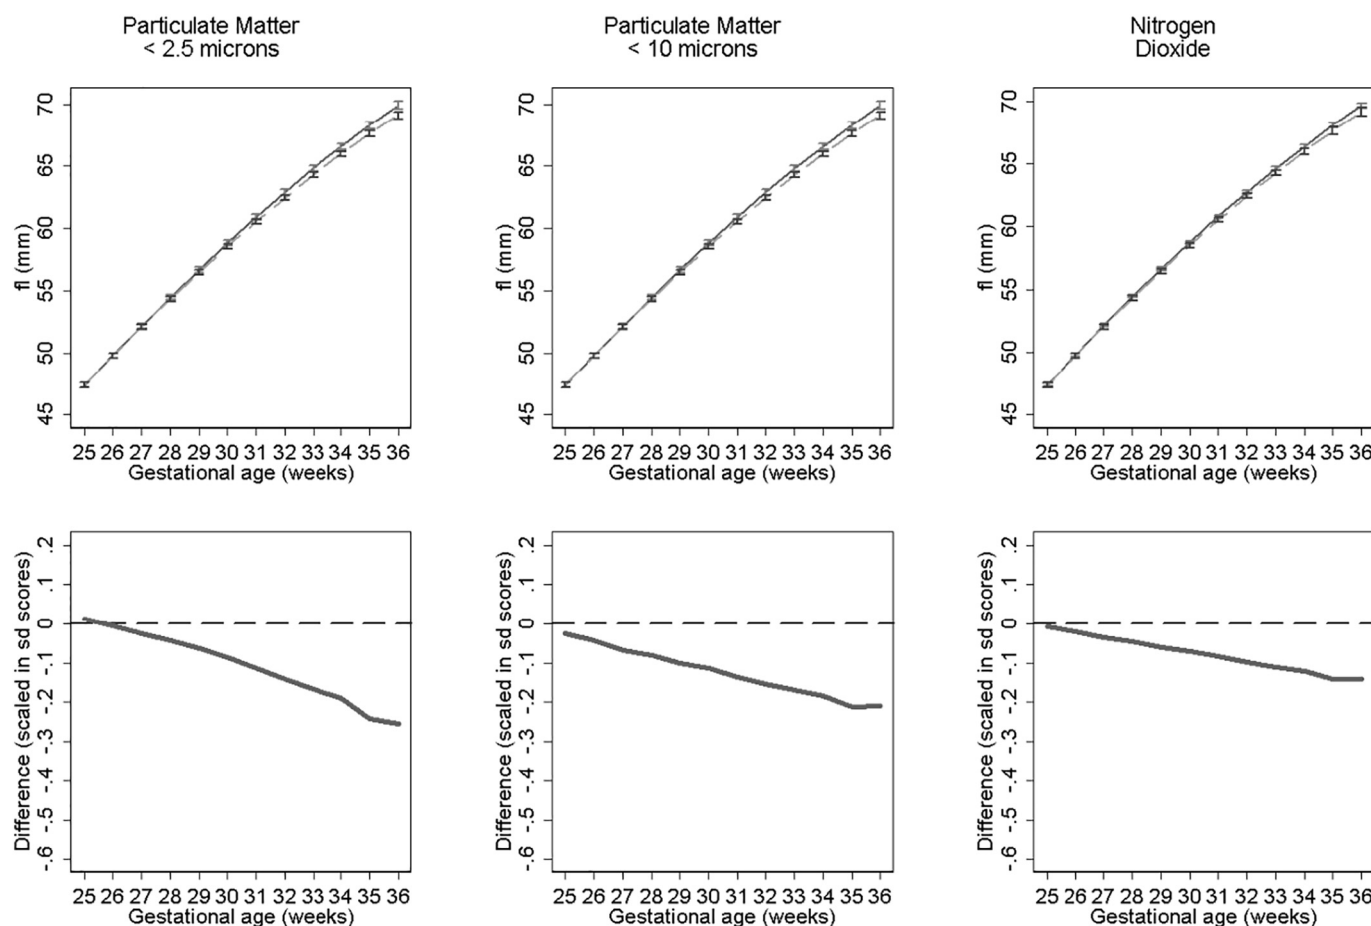 Particulate Matter
< 2.5 microns
Particulate Matter
< 10 microns
Nitrogen
Dioxide
fl (mm)
70
65
60
55
50
45
25 26 27 28 29 30 31 32 33 34 35 36
Gestational age (weeks)
fl (mm)
70
65
60
55
50
45
25 26 27 28 29 30 31 32 33 34 35 36
Gestational age (weeks)
fl (mm)
70
65
60
55
50
45
25 26 27 28 29 30 31 32 33 34 35 36
Gestational age (weeks)
Difference (scaled in sd scores)
.2
.1
0
-.1
-.2
-.3
-.4
-.5
-.6
25 26 27 28 29 30 31 32 33 34 35 36
Gestational age (weeks)
Difference (scaled in sd scores)
.2
.1
0
-.1
-.2
-.3
-.4
-.5
-.6
25 26 27 28 29 30 31 32 33 34 35 36
Gestational age (weeks)
Difference (scaled in sd scores)
.2
.1
0
-.1
-.2
-.3
-.4
-.5
-.6
25 26 27 28 29 30 31 32 33 34 35 36
Gestational age (weeks)